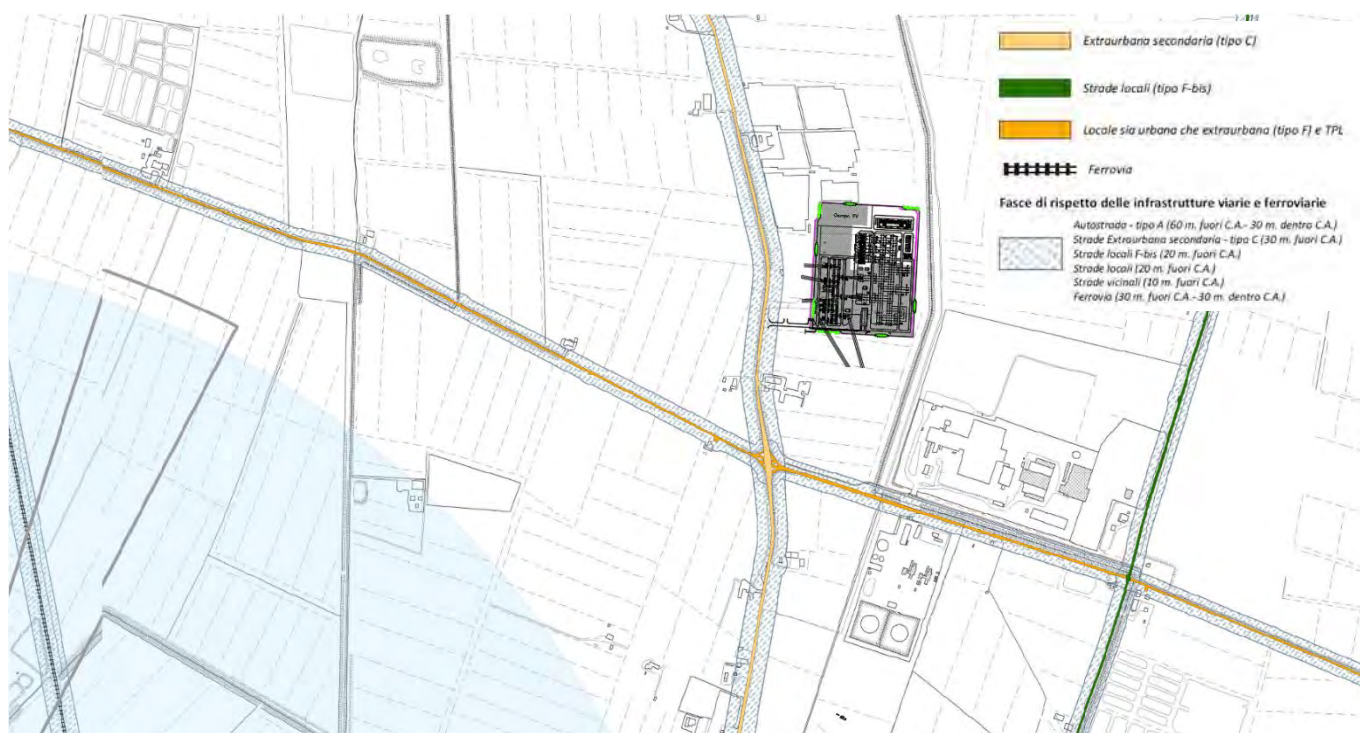 Extraurbana secondaria (tipo C)
Strade locali (tipo F-bis)
Locale sia urbana che extraurbana (tipo F) e TPL
Ferrovia
Fasce di rispetto delle infrastrutture viarie e ferroviarie
Autostrada - tipo A (60 m. fuori C.A.- 30 m. dentro C.A.)
Strade Extraurbana secondaria - tipo C (30 m. fuori C.A.)
Strade locali F-bis (20 m. fuori C.A.)
Strade locali (20 m. fuori C.A.)
Strade vicinali (10 m. fuari C.A.)
Ferrovia (30 m. fuori C.A.- 30 m. dentro C.A.)